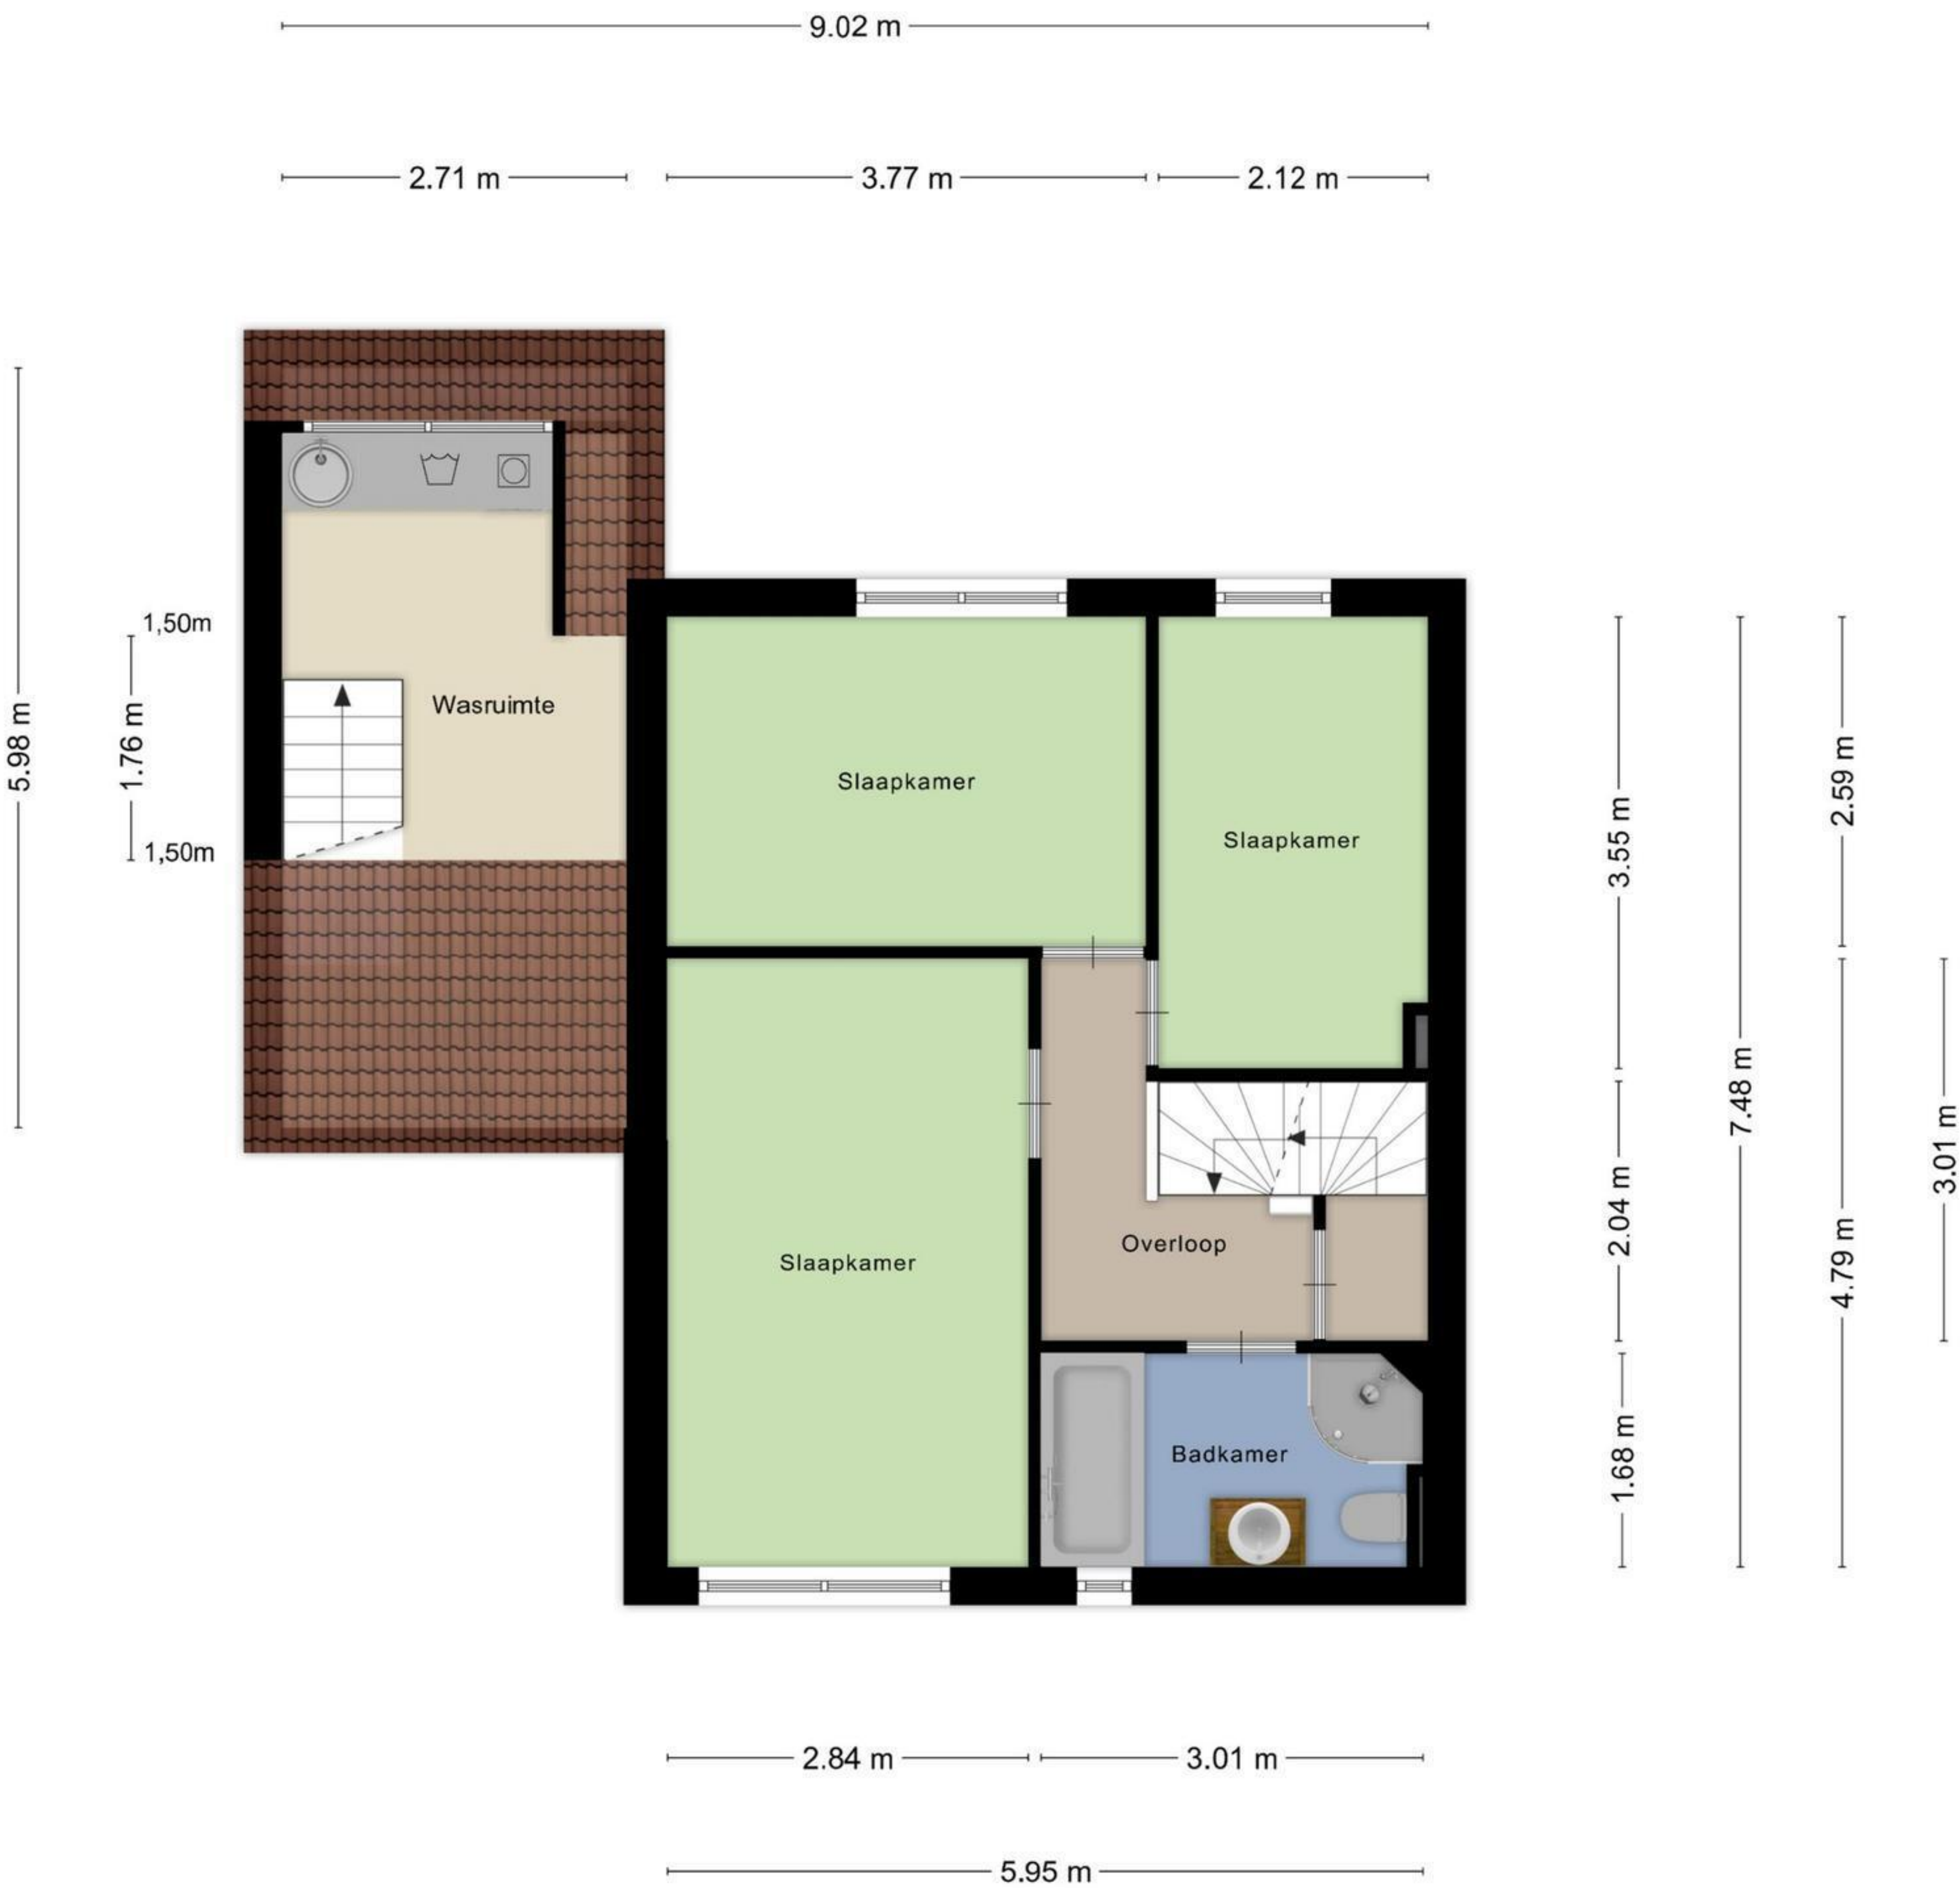 9.02 m
2.71 m
3.77 m
2.12 m
1,50m
1,50m
5.98 m
1.76 m
Wasruimte
Slaapkamer
Slaapkamer
Slaapkamer
Overloop
Badkamer
3.55 m
2.04 m
1.68 m
7.48 m
2.59 m
4.79 m
3.01 m
2.84 m
3.01 m
5.95 m